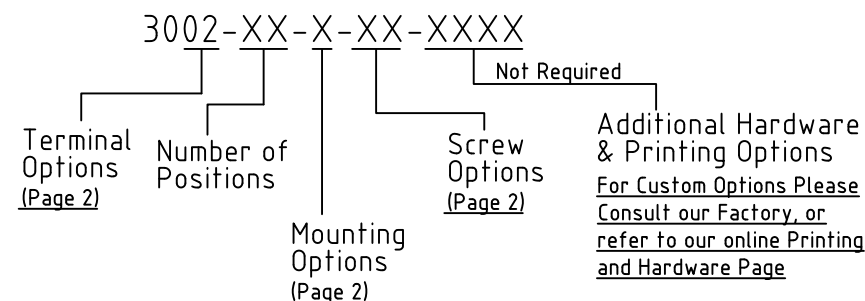 3002-XX-X-XX-XXXX
Not Required
Terminal
Options
(Page 2)
Number of
Positions
Mounting
Options
(Page 2)
Screw
Options
(Page 2)
Additional Hardware
& Printing Options
For Custom Options Please
Consult our Factory, or
refer to our online Printing
and Hardware Page